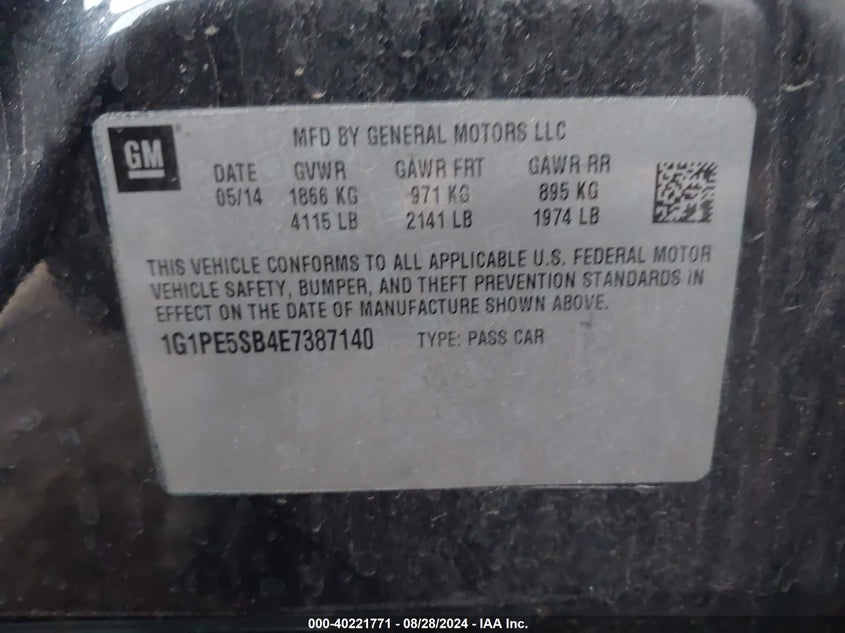 GM
MFD BY GENERAL MOTORS LLC
DATE GVWR GAWR FRT GAWR RR
05/14 1866 KG 971 KG 895 KG
4115 LB 2141 LB 1974 LB
THIS VEHICLE CONFORMS TO ALL APPLICABLE U.S. FEDERAL MOTOR
VEHICLE SAFETY, BUMPER, AND THEFT PREVENTION STANDARDS IN
EFFECT ON THE DATE OF MANUFACTURE SHOWN ABOVE.
1G1PE5SB4E7387140 TYPE: PASS CAR
000-40221771 - 08/28/2024 - IAA Inc.